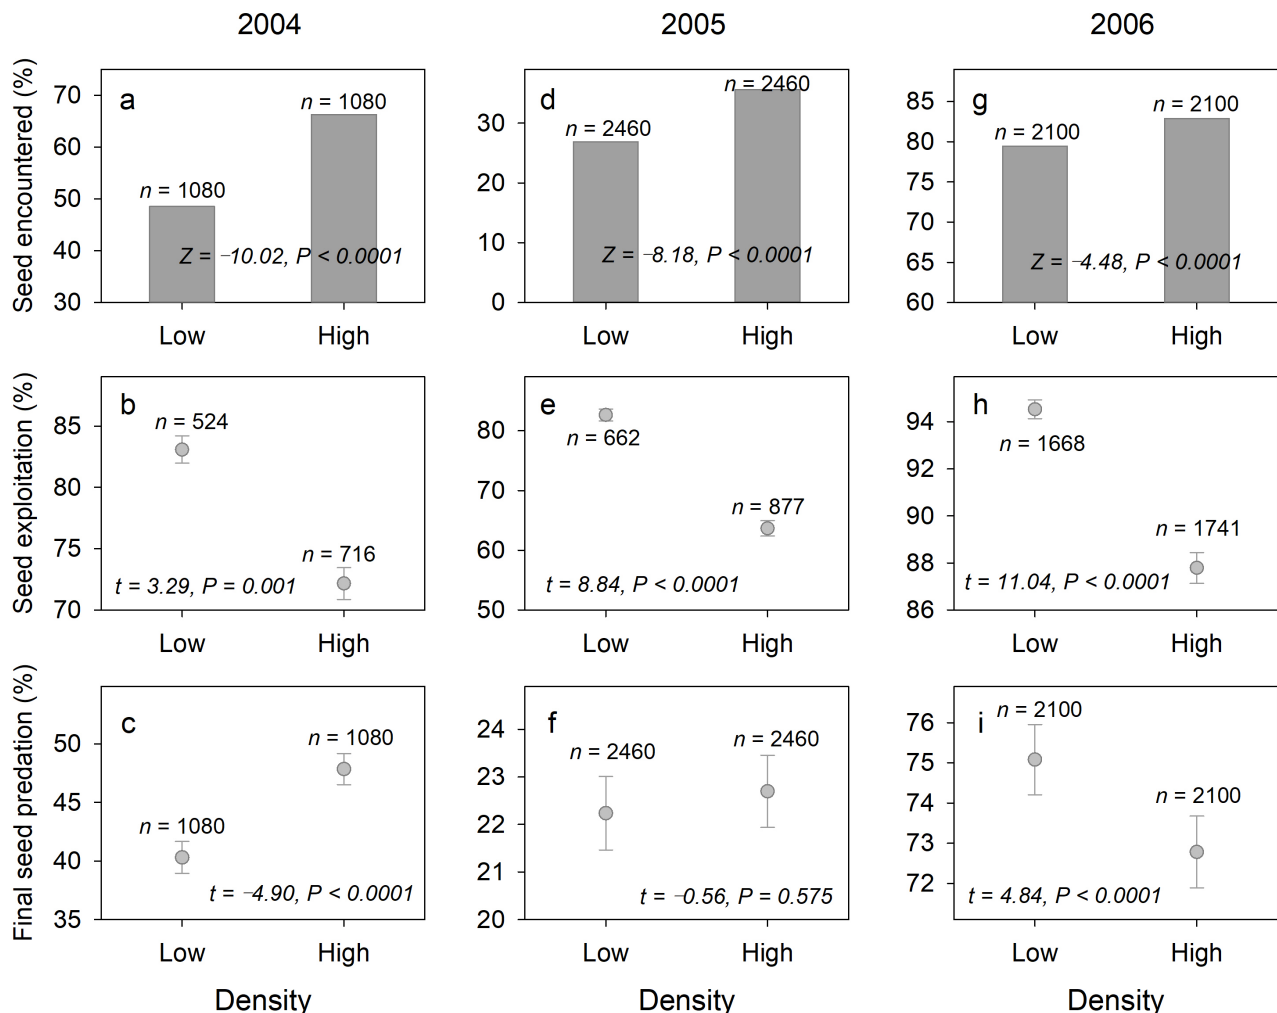 2004
2005
2006
Seed encountered (%)
70
60
50
40
30
a
n = 1080
n = 1080
Z = −10.02, P < 0.0001
Low
High
30
20
10
0
d
n = 2460
n = 2460
Z = −8.18, P < 0.0001
Low
High
85
80
75
70
65
60
g
n = 2100
n = 2100
Z = −4.48, P < 0.0001
Low
High
Seed exploitation (%)
85
80
75
70
b
n = 524
n = 716
t = 3.29, P = 0.001
Low
High
80
70
60
50
e
n = 662
n = 877
t = 8.84, P < 0.0001
Low
High
94
92
90
88
86
h
n = 1668
n = 1741
t = 11.04, P < 0.0001
Low
High
Final seed predation (%)
50
45
40
35
c
n = 1080
n = 1080
t = −4.90, P < 0.0001
Low
High
Density
24
23
22
21
20
f
n = 2460
n = 2460
t = −0.56, P = 0.575
Low
High
Density
76
75
74
73
72
i
n = 2100
n = 2100
t = 4.84, P < 0.0001
Low
High
Density